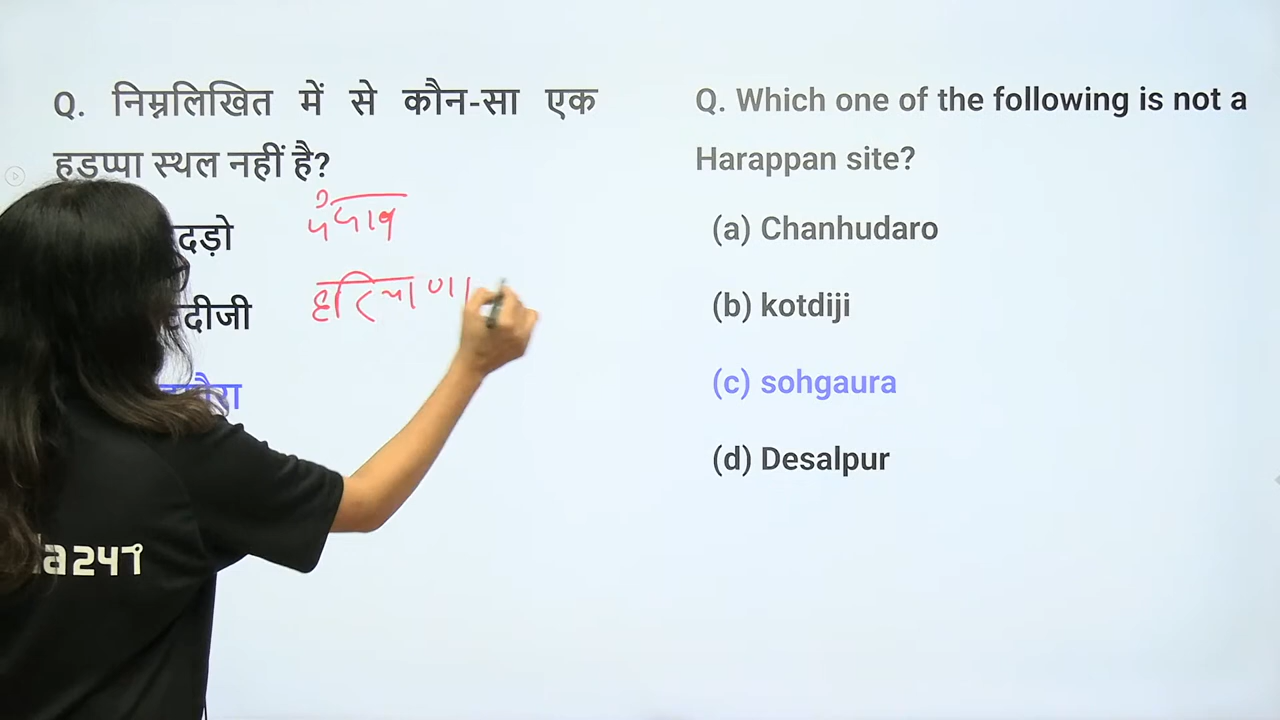 Q. निम्नलिखित में से कौन-सा एक
हड़प्पा स्थल नहीं है?
पंजाब
हरियाणा
Q. Which one of the following is not a
Harappan site?
(a) Chanhudaro
(b) kotdiji
(c) sohgaura
(d) Desalpur
247